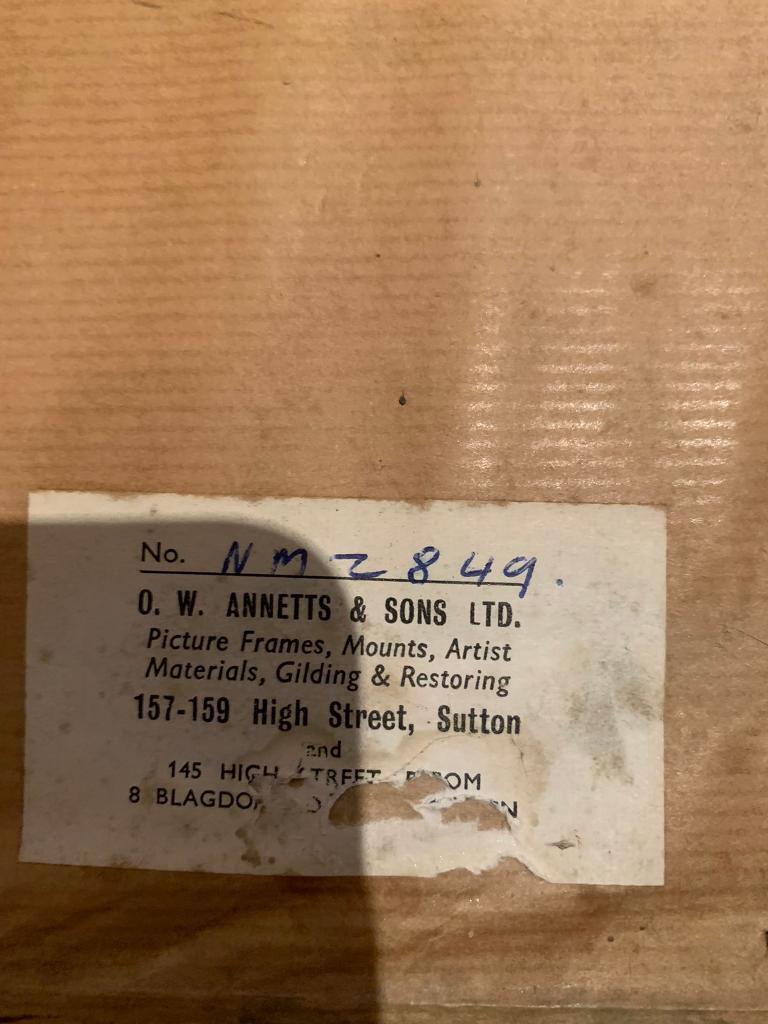 No. NMZ849.
O. W. ANNETTS & SONS LTD.
Picture Frames, Mounts, Artist
Materials, Gilding & Restoring
157-159 High Street, Sutton
and
145 HIGH STREET
8